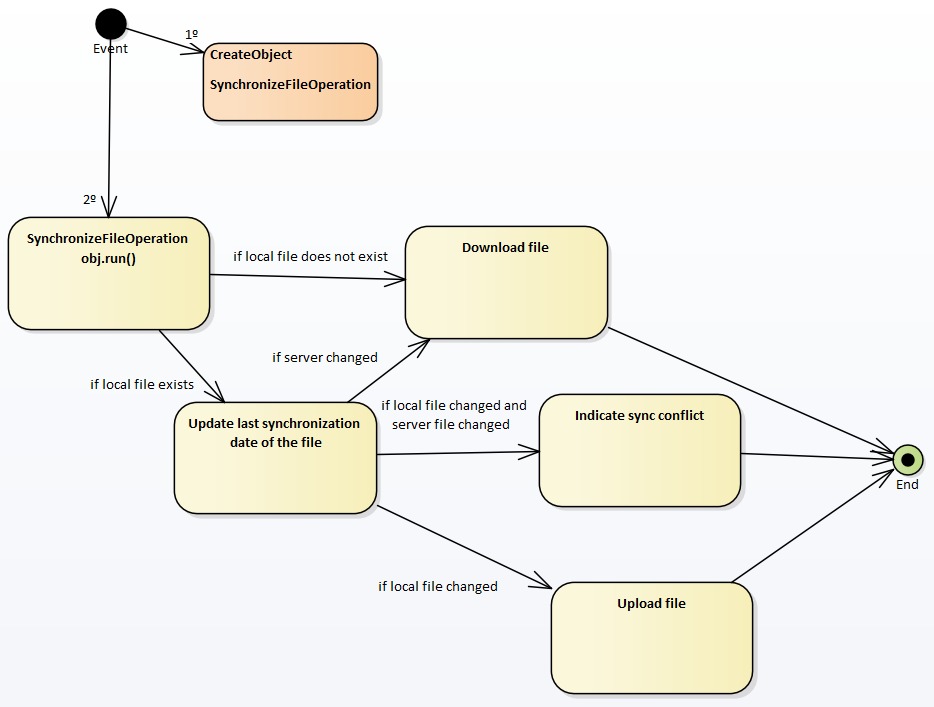 Event
1º
CreateObject
SynchronizeFileOperation
2º
SynchronizeFileOperation
obj.run()
if local file does not exist
Download file
if server changed
if local file exists
Update last synchronization
date of the file
if local file changed and
server file changed
Indicate sync conflict
End
if local file changed
Upload file